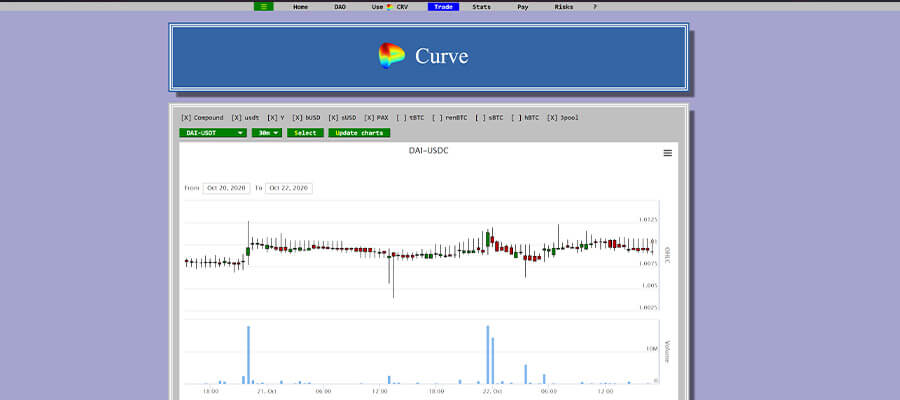 ☰ Home DAO Use CRV Trade Stats Pay Risks ?
Curve
[X] Compound [X] usdt [X] Y [X] bUSD [X] sUSD [X] PAX [ ] tBTC [ ] renBTC [ ] sBTC [ ] hBTC [X] 3pool
DAI-USDT 30m Select Update charts
DAI-USDC
From Oct 20, 2020 To Oct 22, 2020
1.0125
1.0075
1.005
1.0025
OHLC
10M
0
Volume
18:00 21. Oct 06:00 12:00 18:00 22. Oct 06:00 12:00